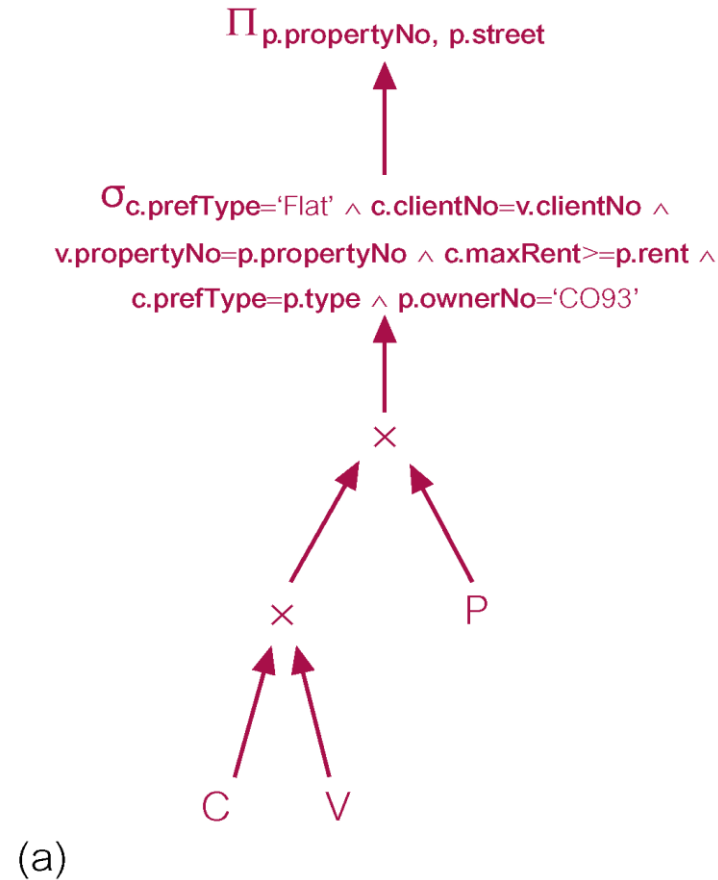 Πp.propertyNo, p.street
σc.prefType=‘Flat’ ∧ c.clientNo=v.clientNo ∧
v.propertyNo=p.propertyNo ∧ c.maxRent>=p.rent ∧
c.prefType=p.type ∧ p.ownerNo=‘CO93’
×
×
P
C V
(a)